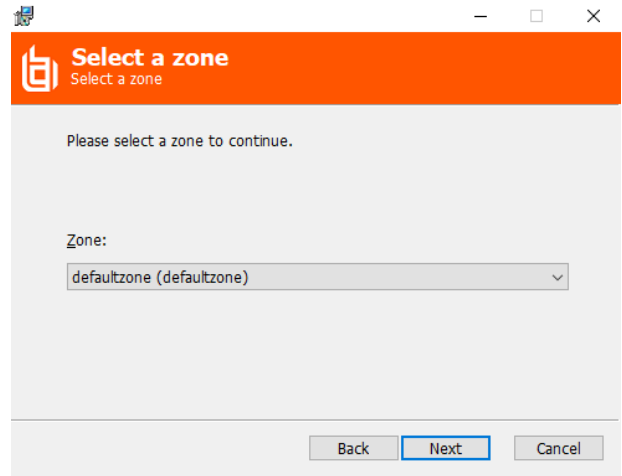 Select a zone
Select a zone
Please select a zone to continue.
Zone:
defaultzone (defaultzone)
Back Next Cancel